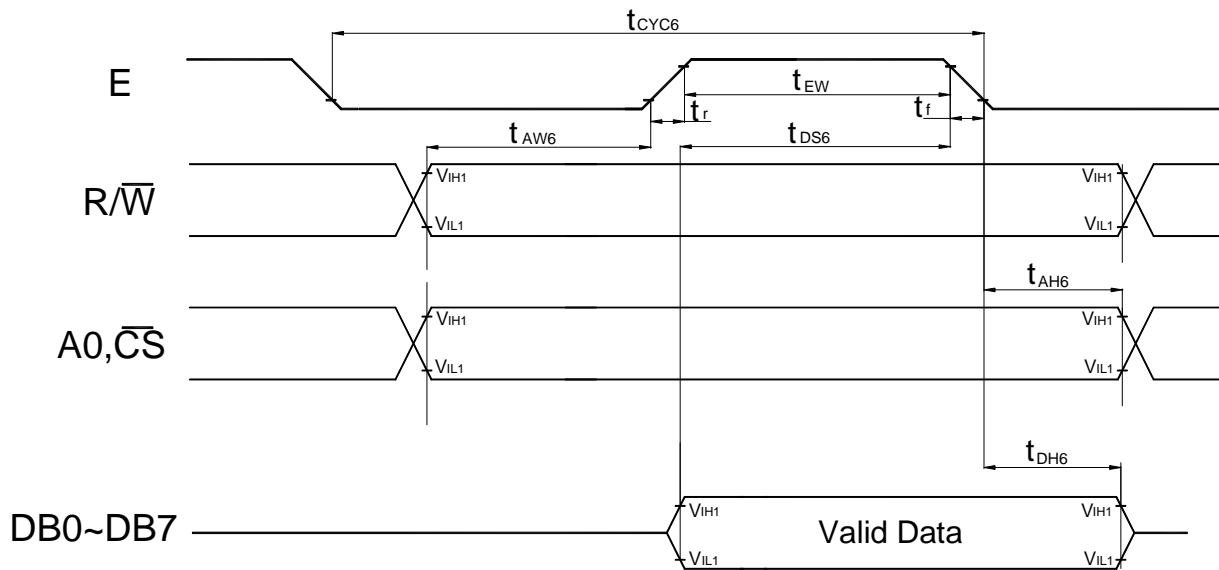 tCYC6
E
tEW
tr
tf
tAW6
tDS6
R/W̅
VIH1
VIL1
VIH1
VIL1
tAH6
A0,C̅S̅
VIH1
VIL1
VIH1
VIL1
tDH6
DB0~DB7
VIH1
VIL1
Valid Data
VIH1
VIL1